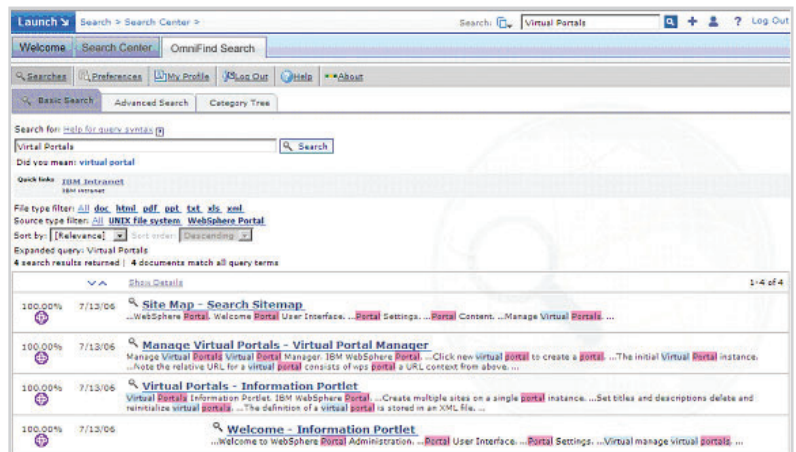 Launch Search > Search Center > Search: Virtual Portals ? Log Out
Welcome Search Center OmniFind Search
Searches Preferences My Profile Log Out Help About
Basic Search Advanced Search Category Tree
Search for: Help for query syntax ?
Virtal Portals Search
Did you mean: virtual portal
Quick links IBM Intranet
IBM intranet
File type filter: All doc html pdf ppt txt xls xml
Source type filter: All UNIX file system WebSphere Portal
Sort by: [Relevance] Sort order: Descending
Expanded query: Virtual Portals
4 search results returned | 4 documents match all query terms
Show Details 1-4 of 4
100.00% 7/13/06 Site Map - Search Sitemap
...WebSphere Portal. Welcome Portal User Interface. ...Portal Settings. ...Portal Content. ...Manage Virtual Portals. ...
100.00% 7/13/06 Manage Virtual Portals - Virtual Portal Manager
Manage Virtual Portals Virtual Portal Manager. IBM WebSphere Portal. ...Click new virtual portal to create a portal. ...The initial Virtual Portal instance.
...Note the relative URL for a virtual portal consists of wps portal a URL context from above. ...
100.00% 7/13/06 Virtual Portals - Information Portlet
Virtual Portals Information Portlet. IBM WebSphere Portal. ...Create multiple sites on a single portal instance. ...Set titles and descriptions delete and
reinitialize virtual portals. ...The definition of a virtual portal is stored in an XML file. ...
100.00% 7/13/06 Welcome - Information Portlet
...Welcome to WebSphere Portal Administration. ...Portal User Interface. ...Portal Settings. ...Virtual manage virtual portals. ...